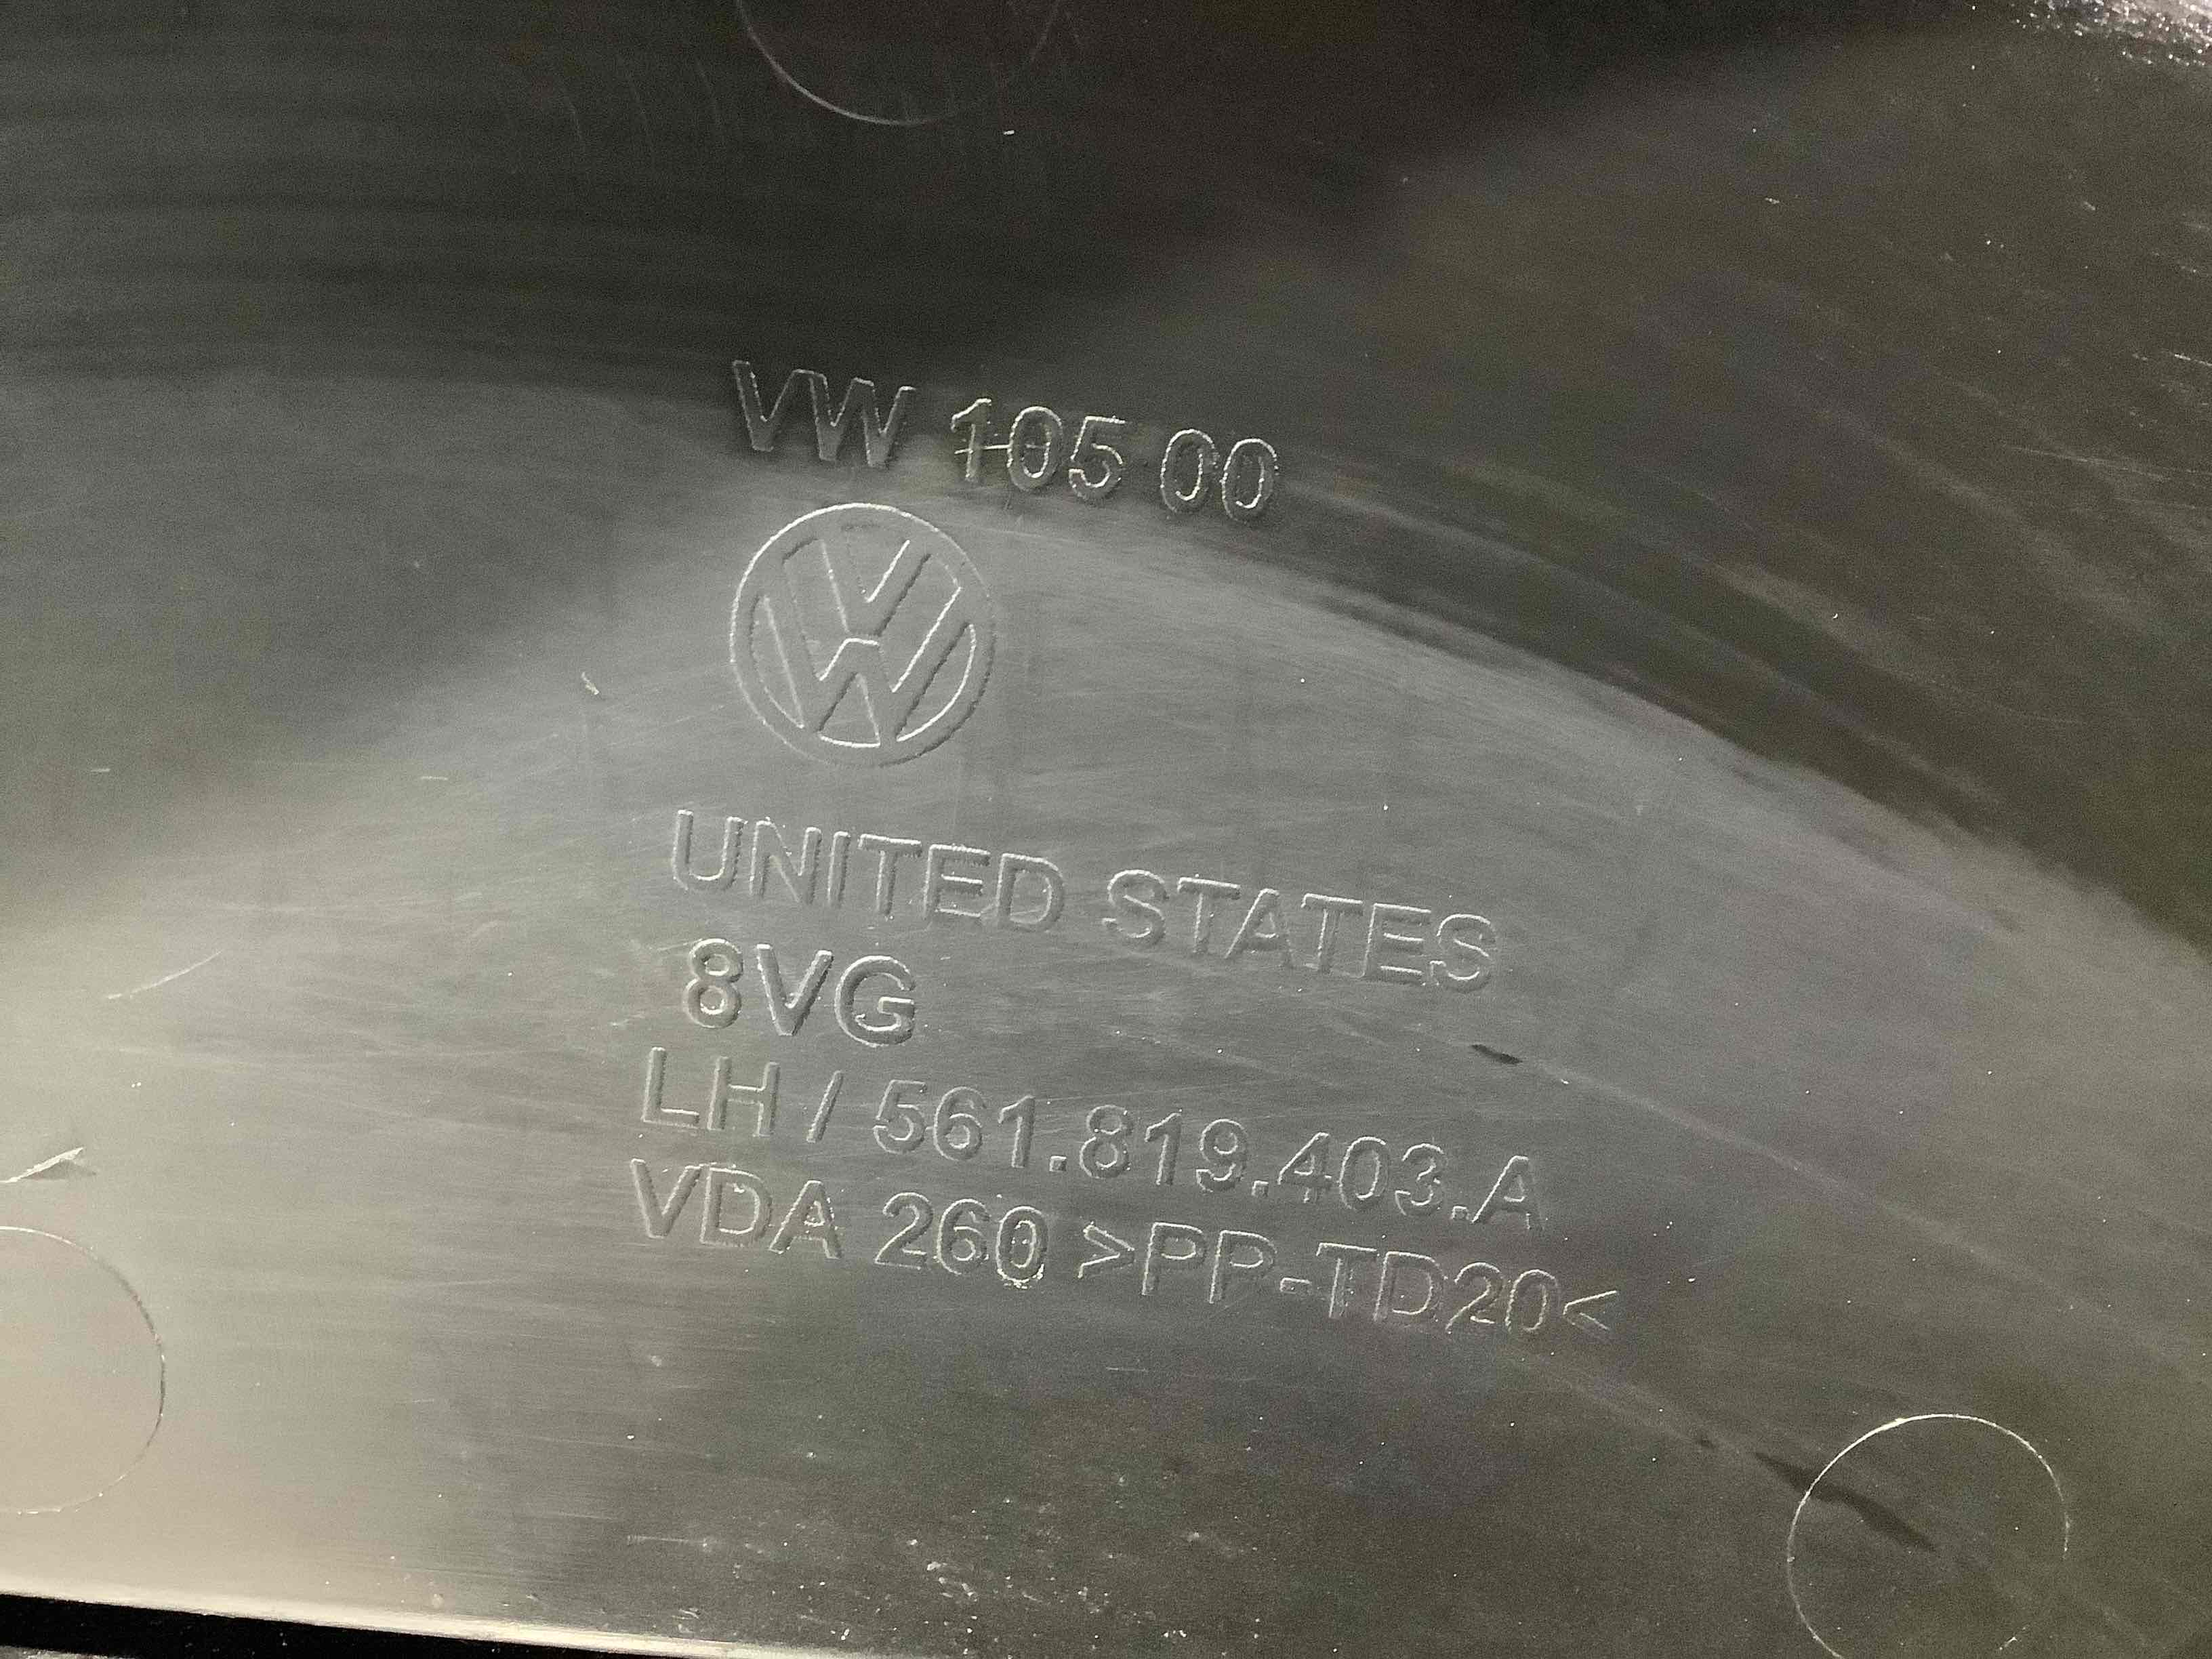 VW 105 00
UNITED STATES
8VG
LH / 561.819.403.A
VDA 260 >PP-TD20<